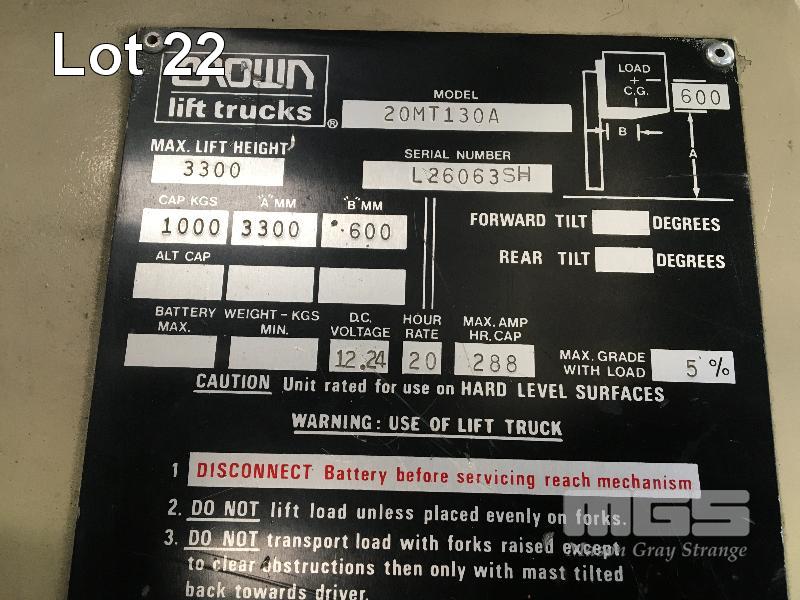 Lot 22
CROWN
lift trucks ®
MODEL
20MT130A
LOAD
+
C.G.
600
B
A
MAX. LIFT HEIGHT
3300
SERIAL NUMBER
L26063SH
CAP KGS "A" MM "B" MM
1000 3300 600
FORWARD TILT DEGREES
REAR TILT DEGREES
ALT CAP
BATTERY WEIGHT - KGS
MAX. MIN.
D.C. VOLTAGE
12.24
HOUR RATE
20
MAX. AMP HR. CAP
288
MAX. GRADE WITH LOAD
5 %
CAUTION Unit rated for use on HARD LEVEL SURFACES
WARNING: USE OF LIFT TRUCK
1 DISCONNECT Battery before servicing reach mechanism
2. DO NOT lift load unless placed evenly on forks.
3. DO NOT transport load with forks raised except
to clear obstructions then only with mast tilted
back towards driver.
MGS
Mason Gray Strange